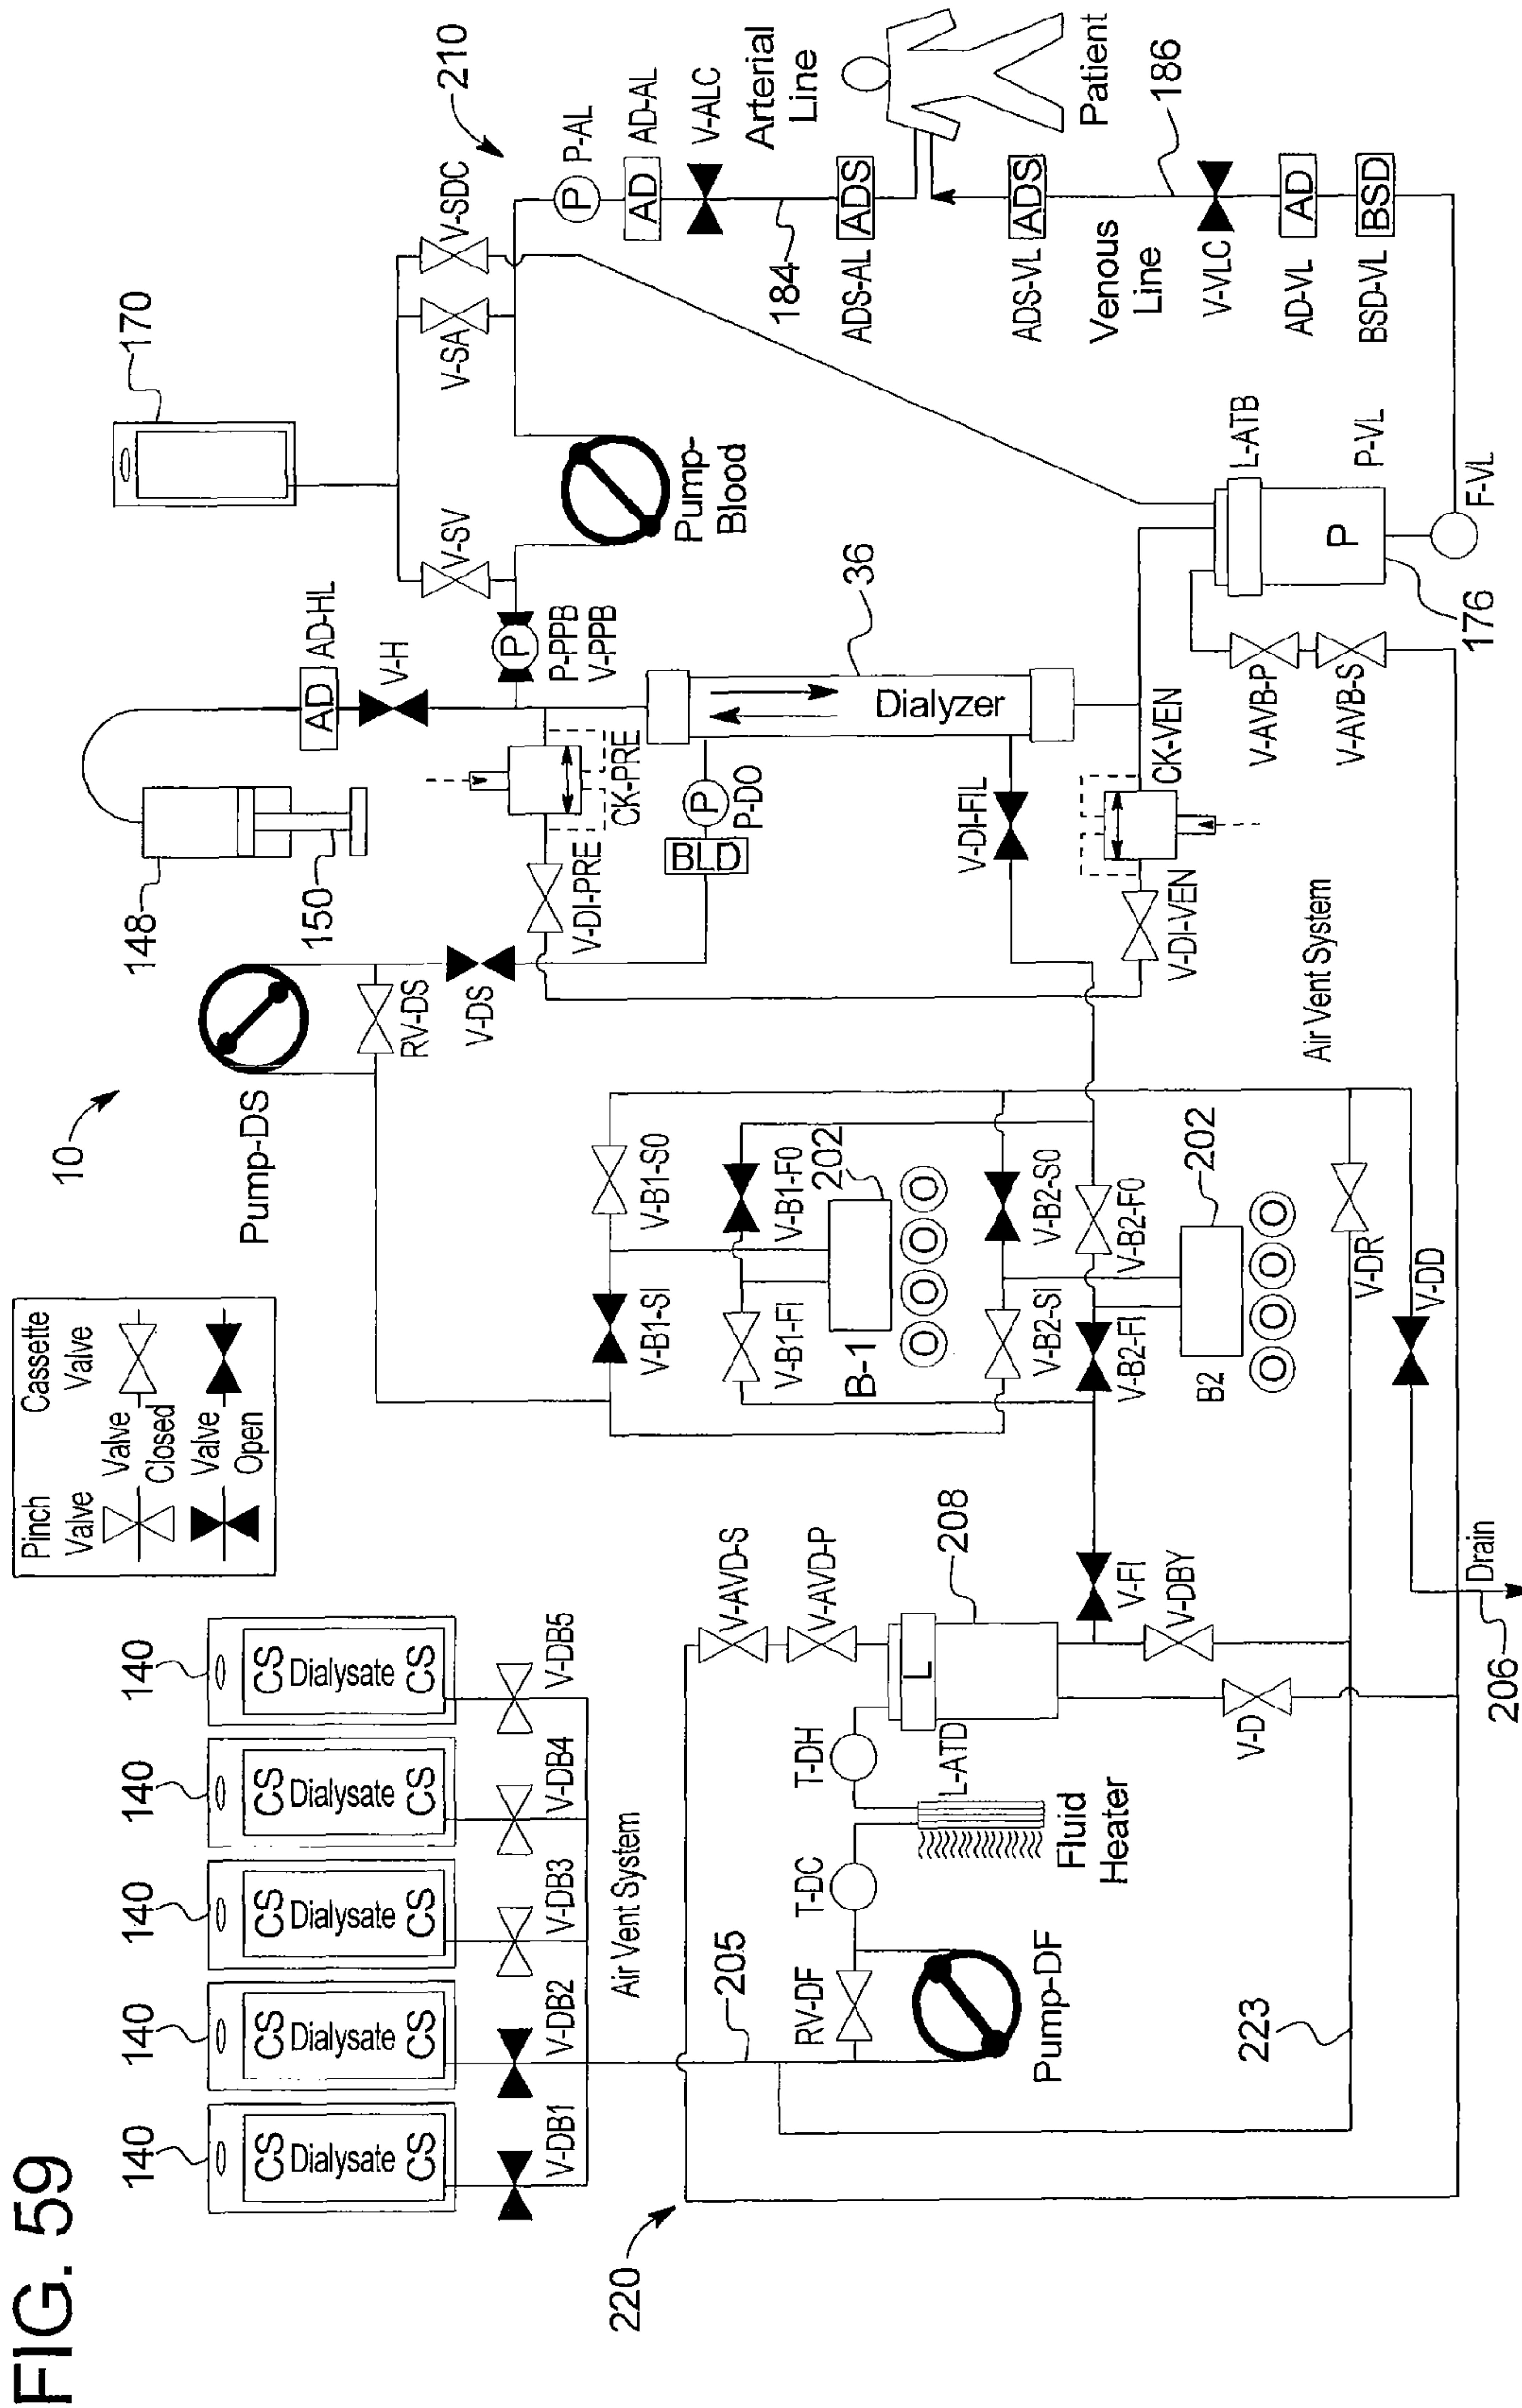 FIG. 59
10
Pinch Valve
Cassette Valve
Valve Closed
Valve Open
140
140
140
140
140
CS Dialysate CS
CS Dialysate CS
CS Dialysate CS
CS Dialysate CS
CS Dialysate CS
V-DB1
V-DB2
V-DB3
V-DB4
V-DB5
Air Vent System
220
205
RV-DF
Pump-DF
T-DC
T-DH
Fluid Heater
L-ATD
L
208
V-AVD-S
V-AVD-P
V-FI
V-DBY
V-D
223
206
Drain
Pump-DS
RV-DS
V-DS
V-B1-SI
V-B1-S0
V-B1-FI
V-B1-F0
B-1
202
O O O O
V-B2-SI
V-B2-S0
V-B2-FI
V-B2-F0
B2
202
O O O O
V-DR
V-DD
Air Vent System
148
150
AD
AD-HL
V-H
CK-PRE
V-DI-PRE
BLD
P
P-DO
V-DI-FIL
V-DI-VEN
CK-VEN
Dialyzer
36
P
P-PPB
V-PPB
170
V-SV
V-SA
V-SDC
Pump-Blood
210
P
P-AL
AD
AD-AL
V-ALC
Arterial Line
184
ADS
ADS-AL
Patient
ADS
ADS-VL
Venous Line
186
V-VLC
AD
AD-VL
BSD
BSD-VL
L-ATB
P
P-VL
F-VL
176
V-AVB-P
V-AVB-S